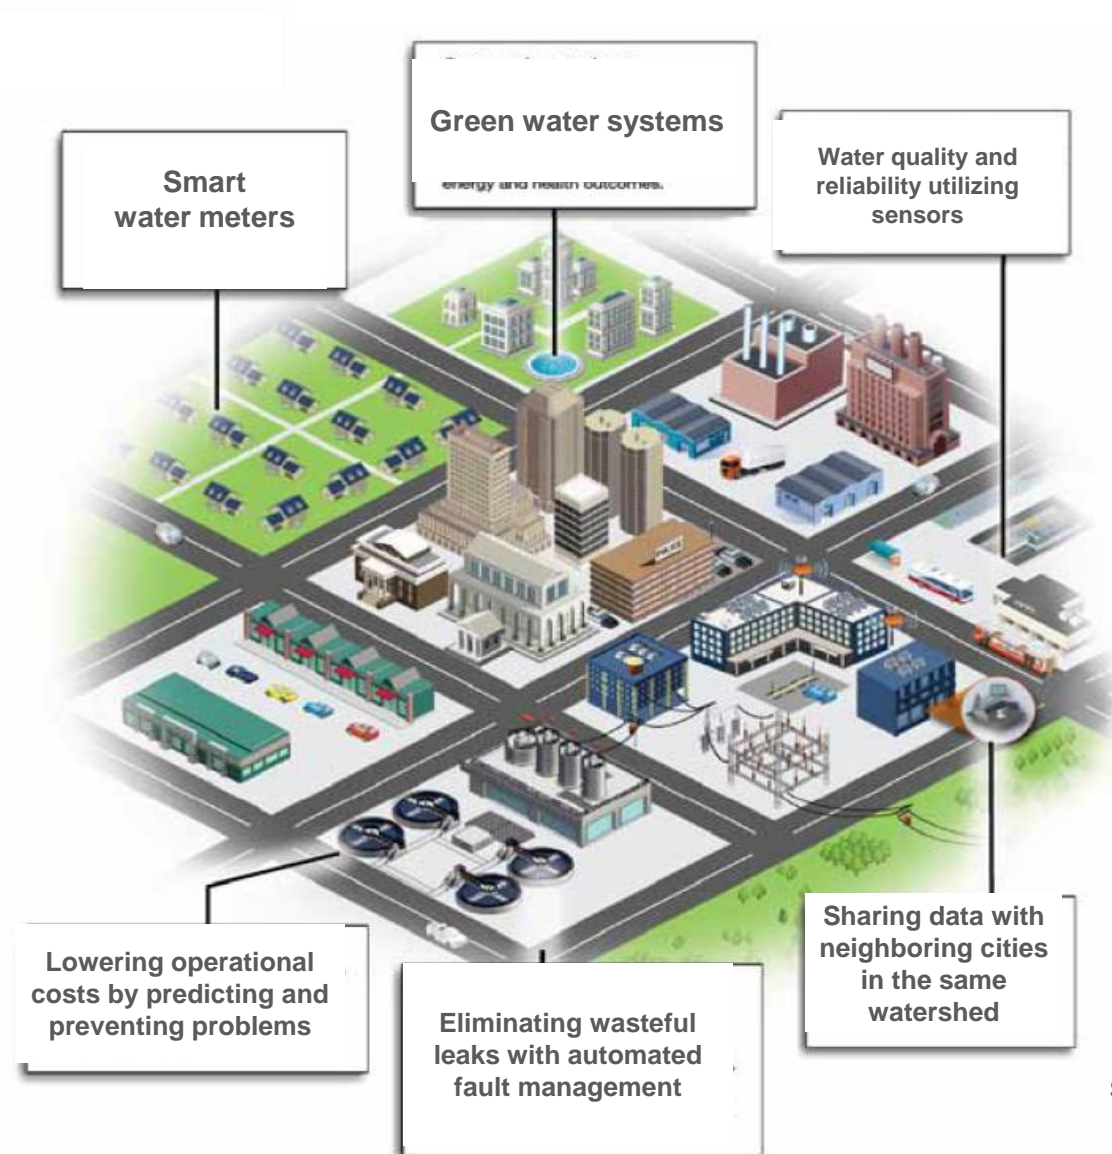 Green water systems
energy and health outcomes.
Smart
water meters
Water quality and
reliability utilizing
sensors
POLICE
Lowering operational
costs by predicting and
preventing problems
Eliminating wasteful
leaks with automated
fault management
Sharing data with
neighboring cities
in the same
watershed